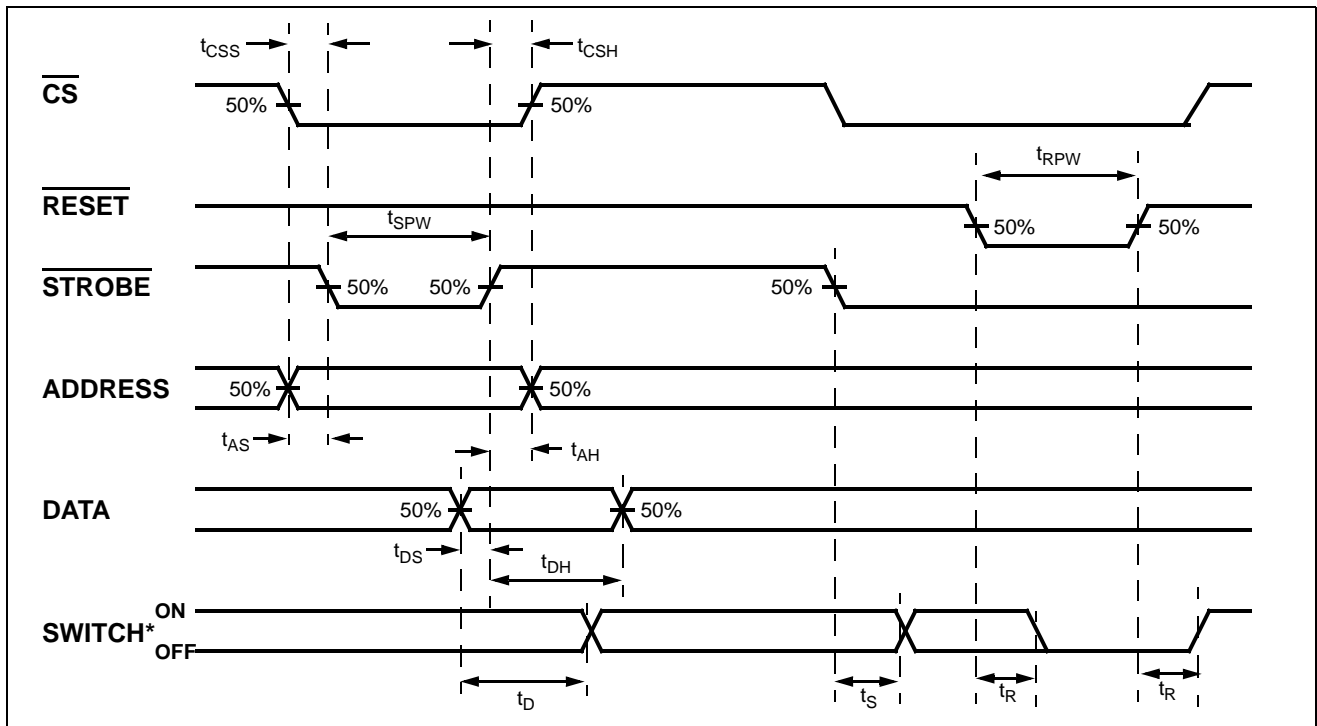 tCSS tCSH
CS 50% 50%
tRPW
RESET 50% 50%
tSPW
STROBE 50% 50% 50%
ADDRESS 50% 50%
tAS tAH
DATA 50% 50%
tDS tDH
ON
SWITCH*
OFF
tD tS tR tR